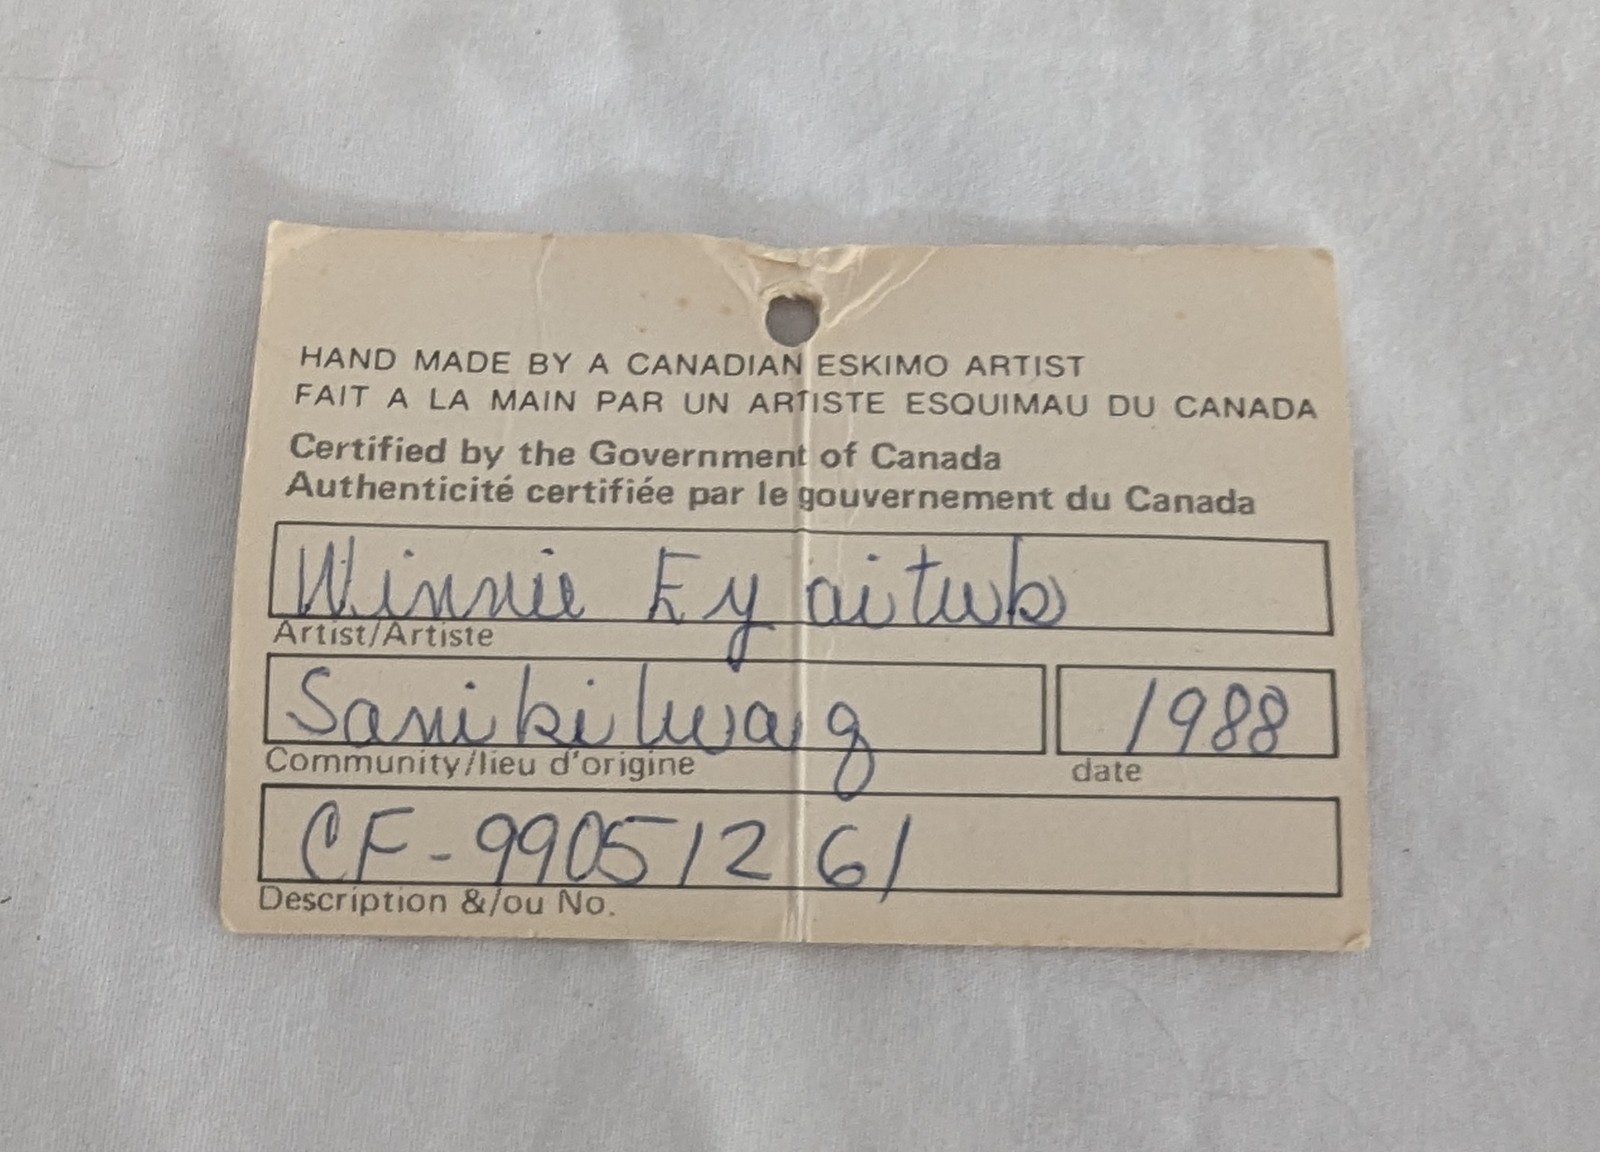 HAND MADE BY A CANADIAN ESKIMO ARTIST
FAIT A LA MAIN PAR UN ARTISTE ESQUIMAU DU CANADA
Certified by the Government of Canada
Authenticité certifiée par le gouvernement du Canada
Winnie Eyaituk
Artist/Artiste
Sanikiluaq 1988
Community/lieu d'origine date
CF-99051261
Description &/ou No.